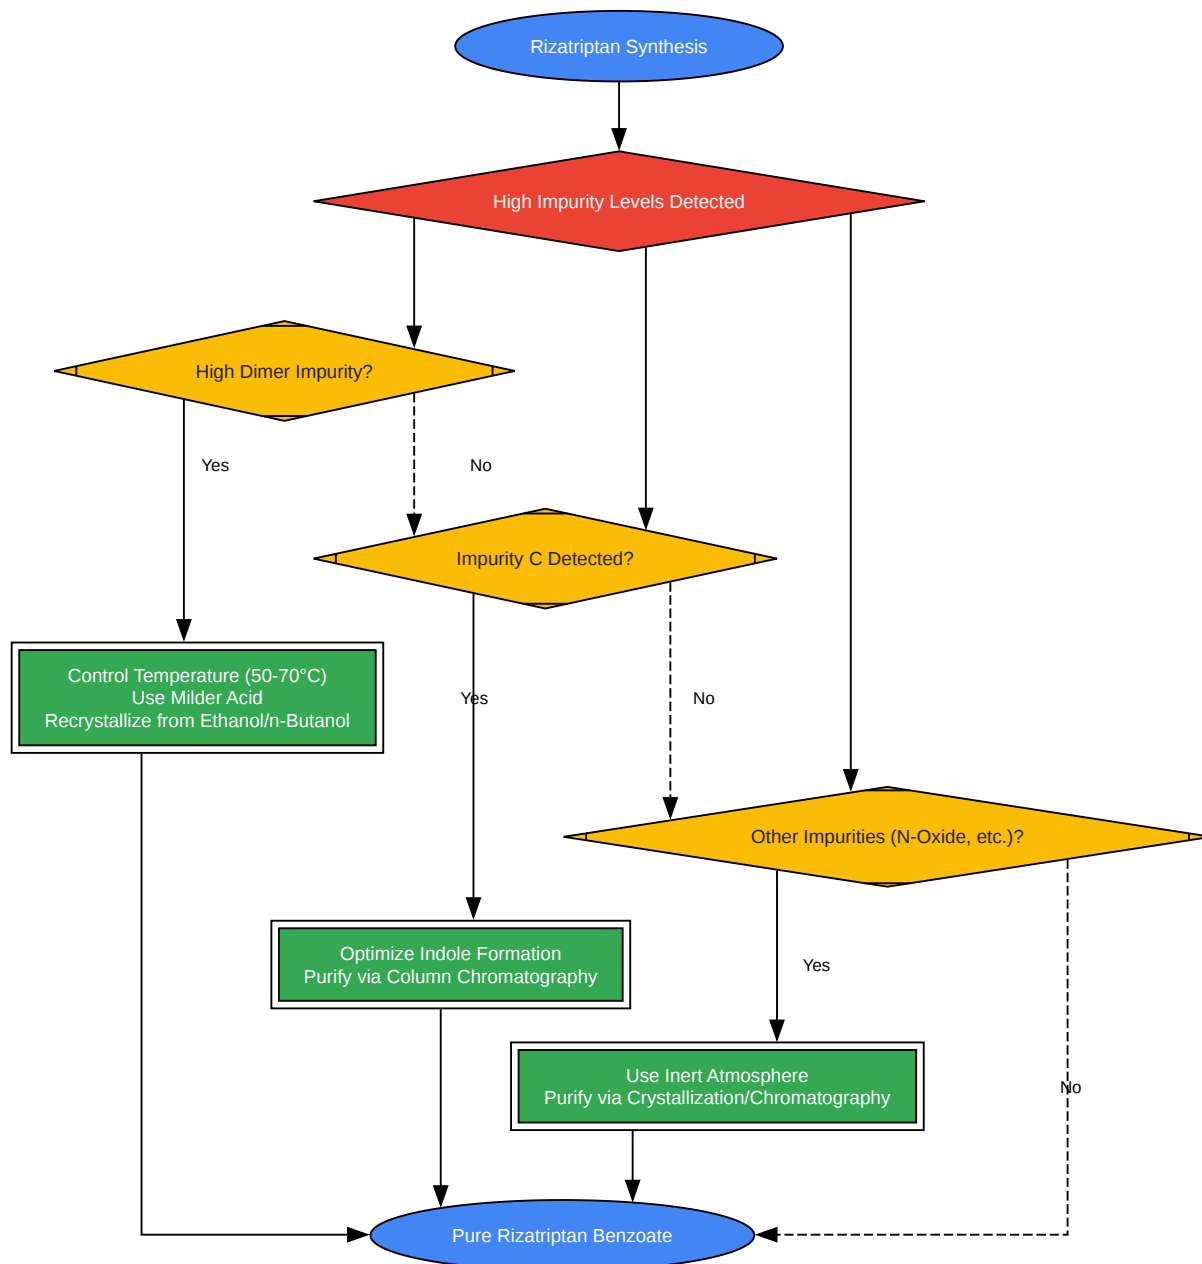 Rizatriptan Synthesis
High Impurity Levels Detected
High Dimer Impurity?
Yes
No
Impurity C Detected?
Control Temperature (50-70°C)
Use Milder Acid
Recrystallize from Ethanol/n-Butanol
Yes
No
Other Impurities (N-Oxide, etc.)?
Optimize Indole Formation
Purify via Column Chromatography
Yes
Use Inert Atmosphere
Purify via Crystallization/Chromatography
No
Pure Rizatriptan Benzoate